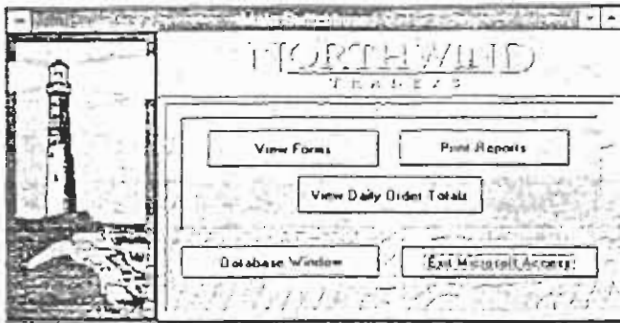 NORTHWIND
TRADERS
View Forms
Print Reports
View Daily Order Totals
Database Window
Exit Microsoft Access